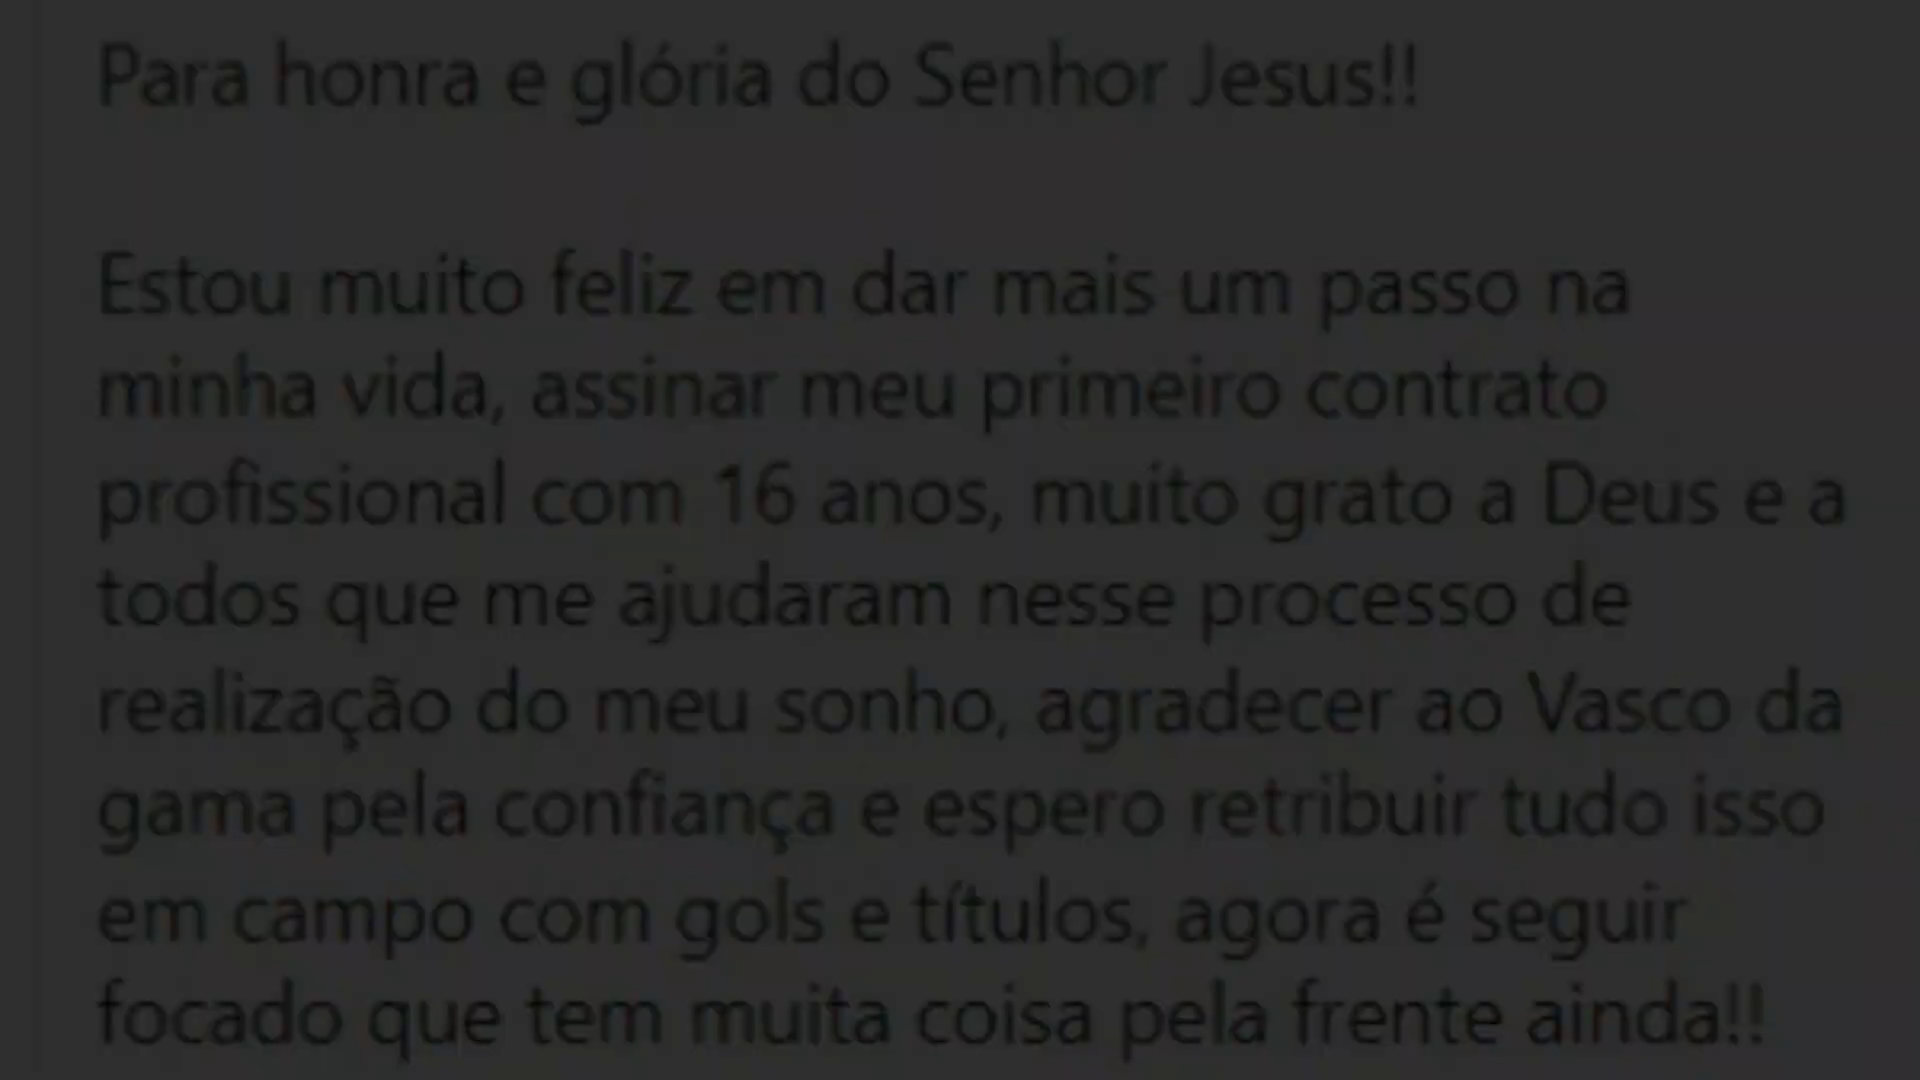 Para honra e glória do Senhor Jesus!!
Estou muito feliz em dar mais um passo na
minha vida, assinar meu primeiro contrato
profissional com 16 anos, muito grato a Deus e a
todos que me ajudaram nesse processo de
realização do meu sonho, agradecer ao Vasco da
gama pela confiança e espero retribuir tudo isso
em campo com gols e títulos, agora é seguir
focado que tem muita coisa pela frente ainda!!